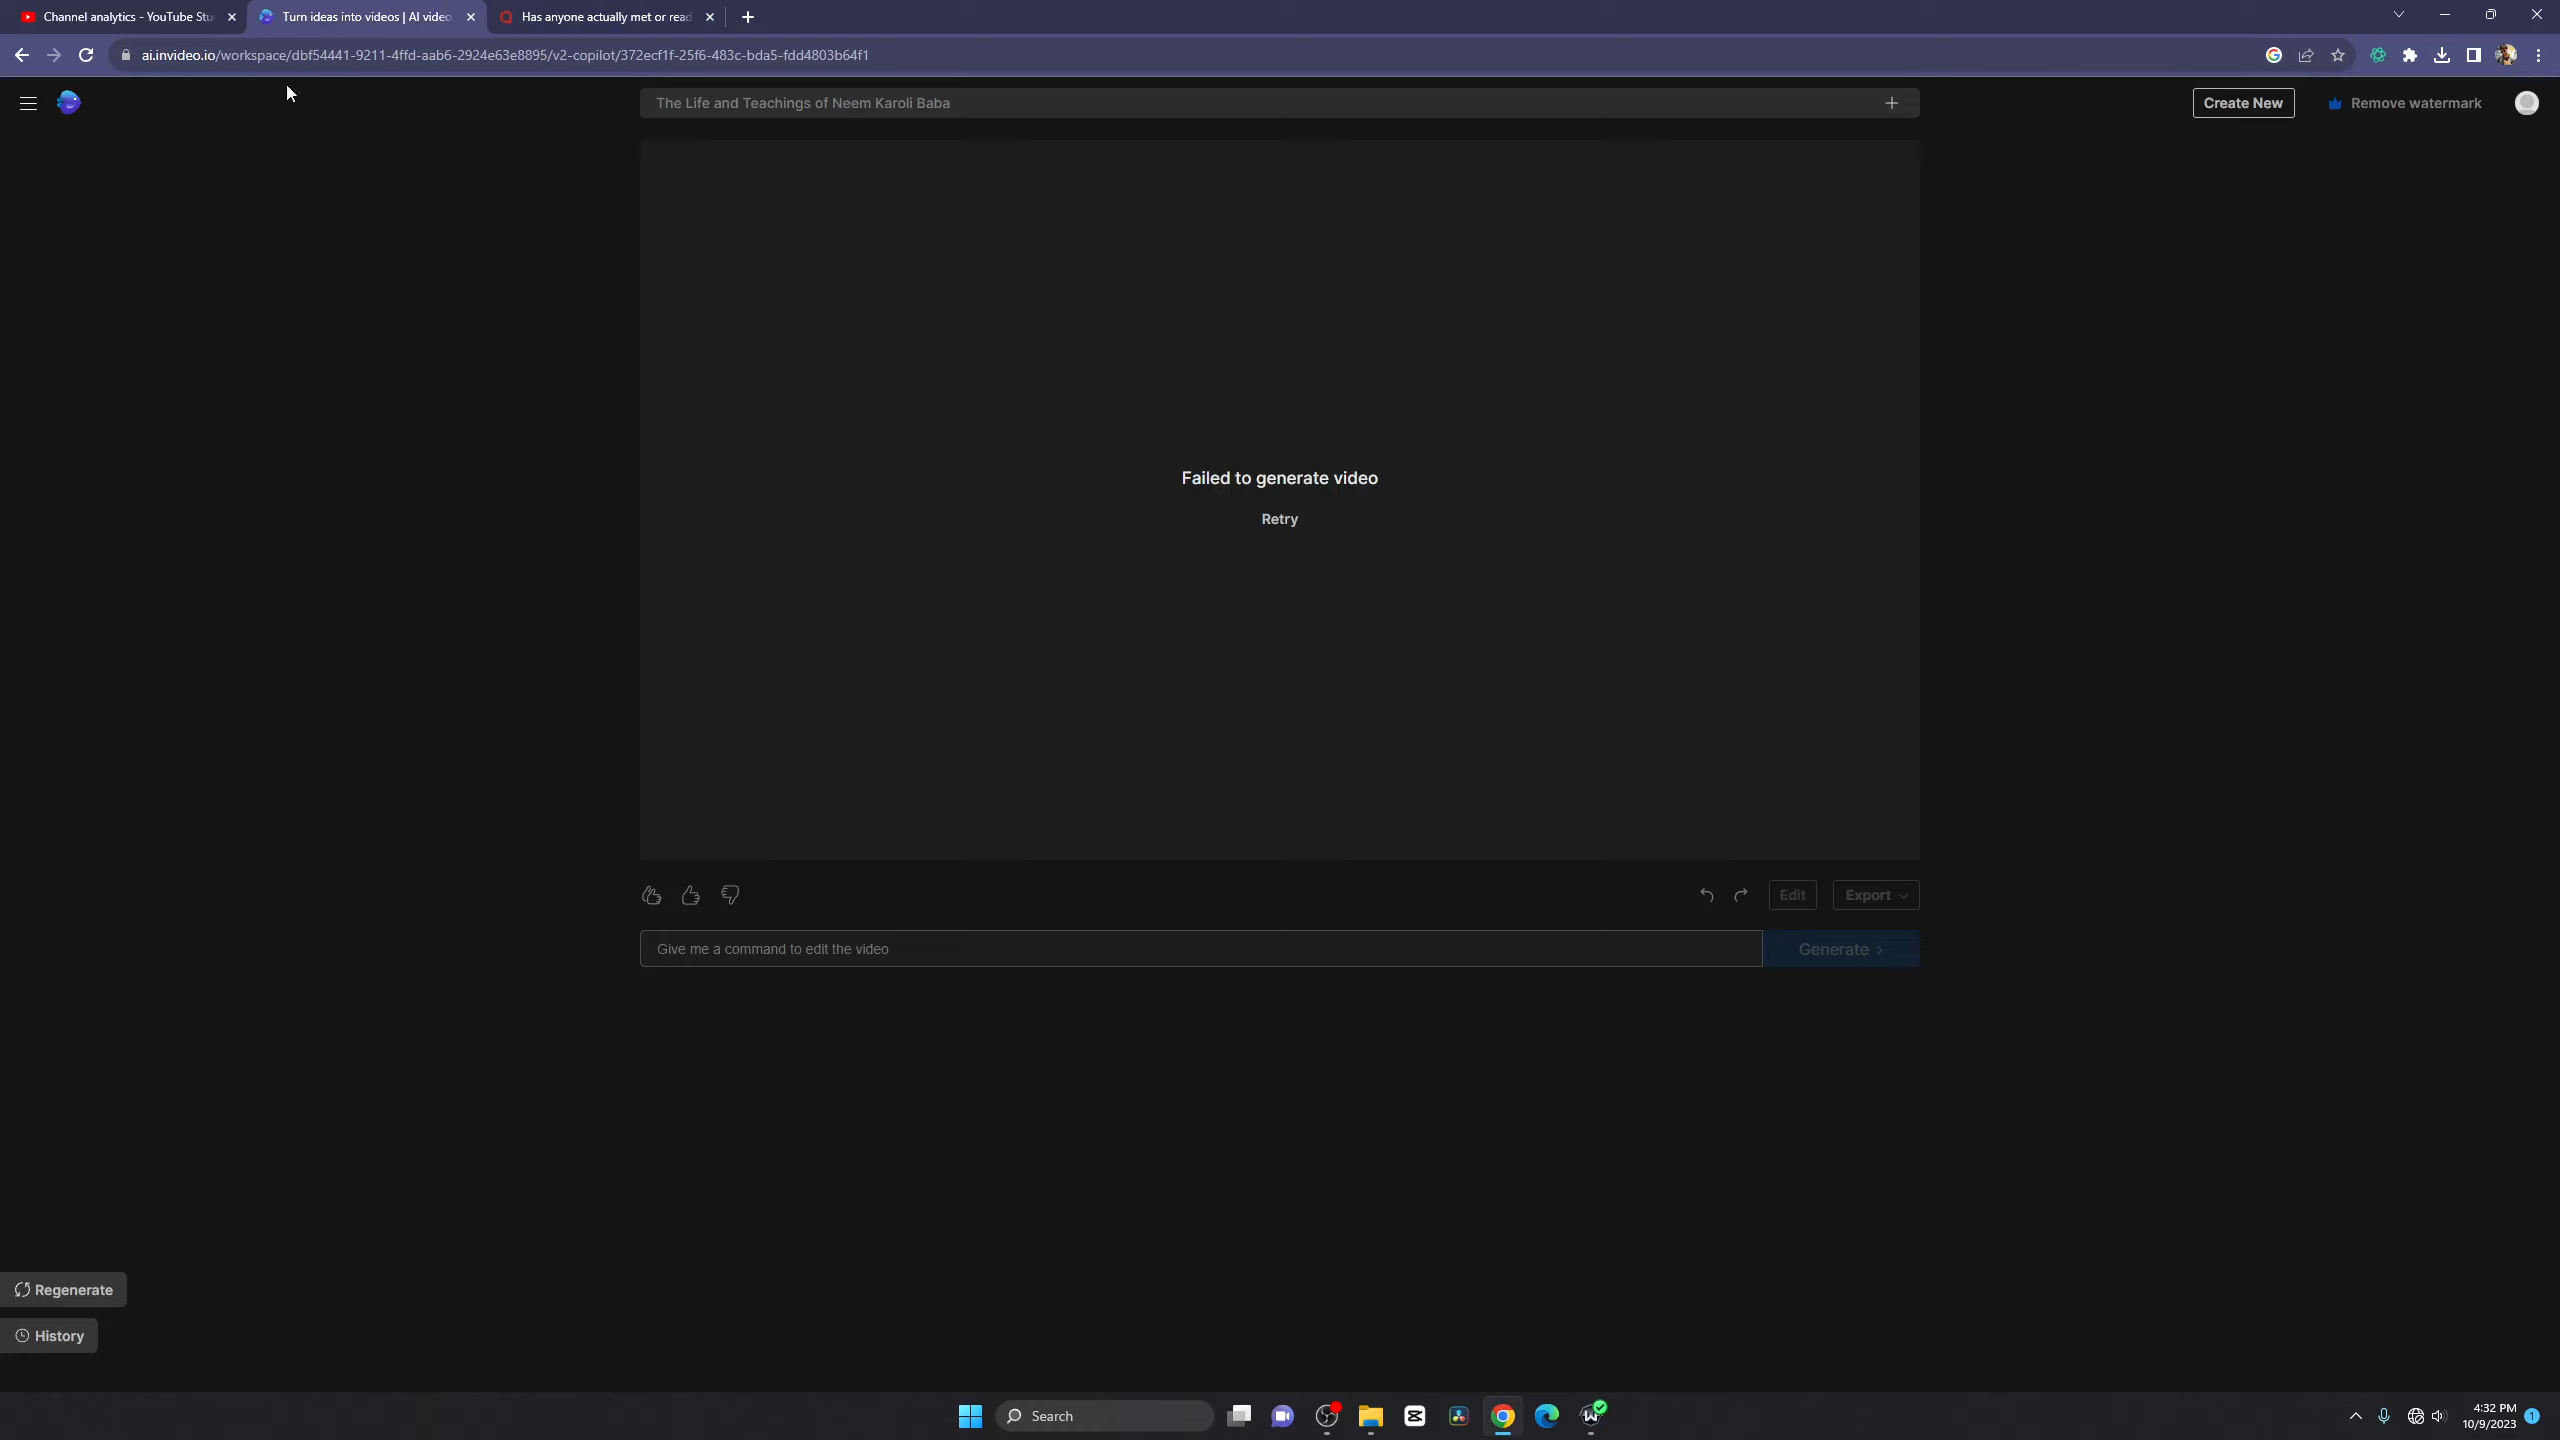 Channel analytics - YouTube Stu
Turn ideas into videos | AI video
Has anyone actually met or read
ai.invideo.io/workspace/dbf54441-9211-4ffd-aab6-2924e63e8895/v2-copilot/372ecf1f-25f6-483c-bda5-fdd4803b64f1
The Life and Teachings of Neem Karoli Baba
Create New
Remove watermark
Failed to generate video
Retry
Edit
Export
Give me a command to edit the video
Generate
Regenerate
History
Search
4:32 PM
10/9/2023
1